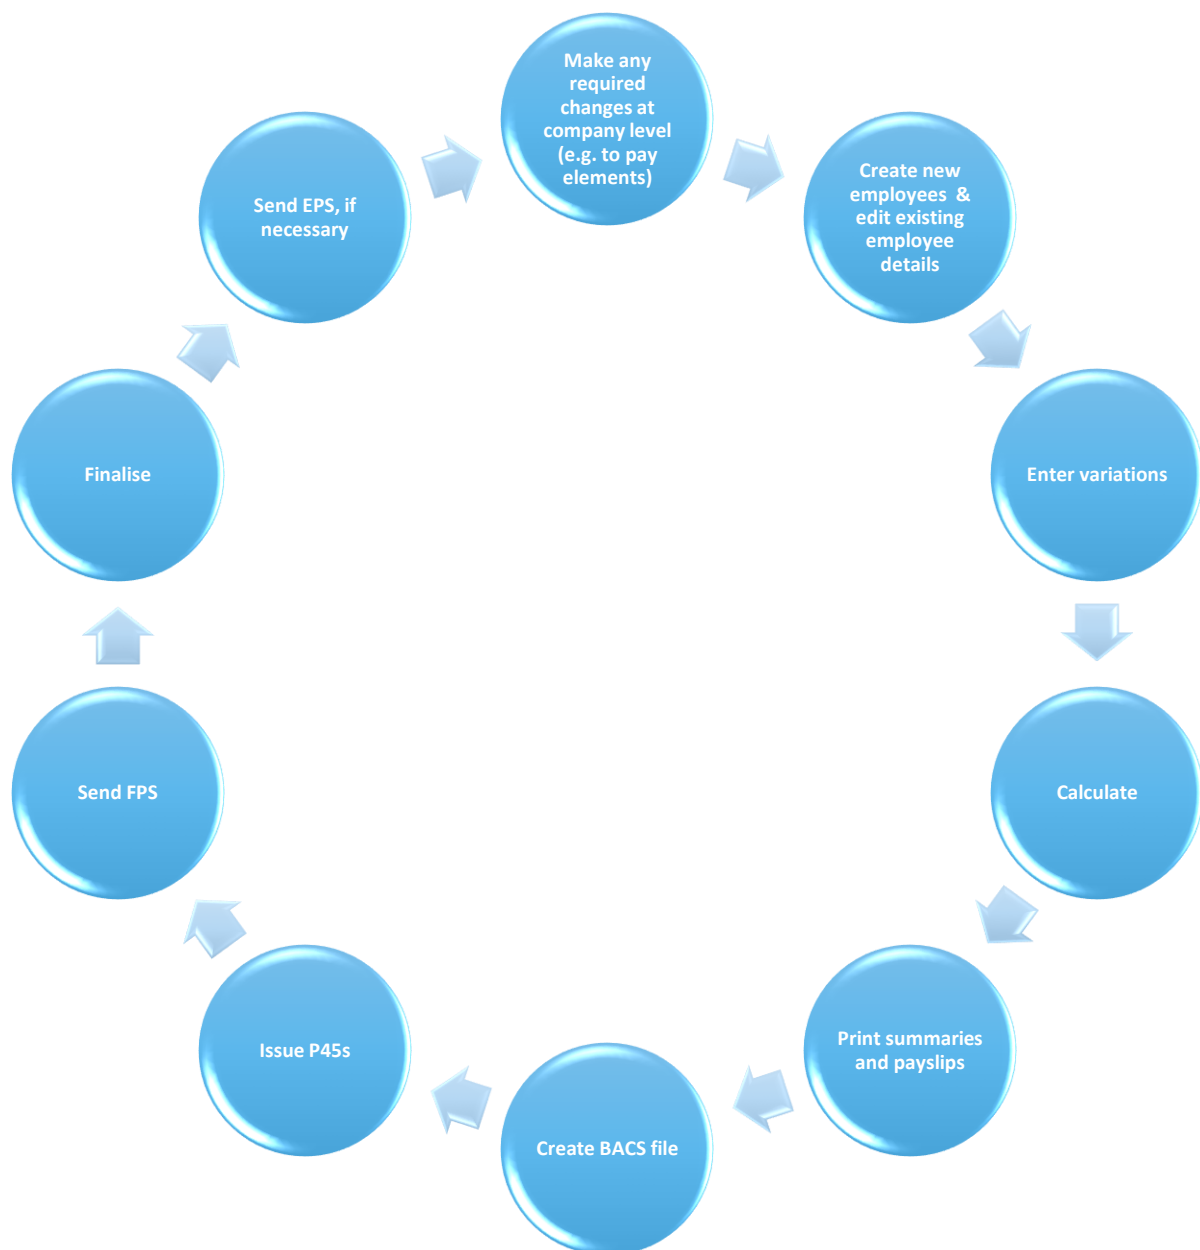 Make any
required
changes at
company level
(e.g. to pay
elements)
Create new
employees & 
edit existing
employee
details
Enter variations
Calculate
Print summaries
and payslips
Create BACS file
Issue P45s
Send FPS
Finalise
Send EPS, if
necessary